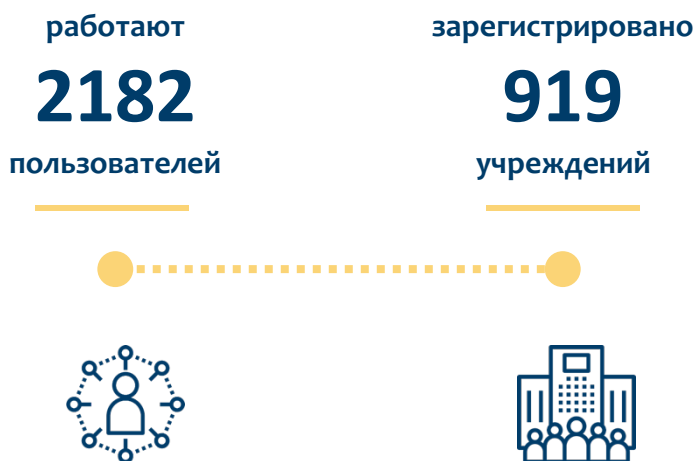 работают
2182
пользователей
зарегистрировано
919
учреждений